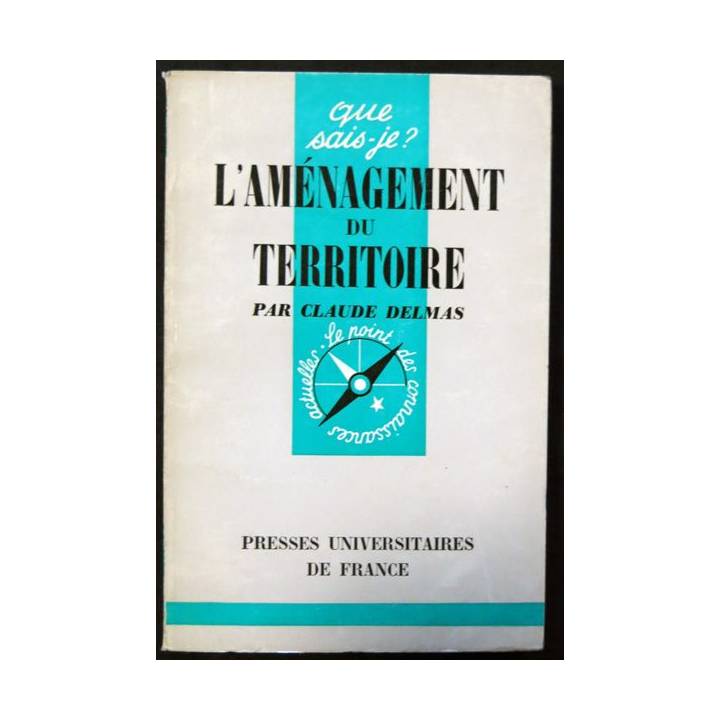 que
sais-je?
L'AMÉNAGEMENT
DU
TERRITOIRE
PAR CLAUDE DELMAS
Le point des connaissances actuelles.
PRESSES UNIVERSITAIRES
DE FRANCE